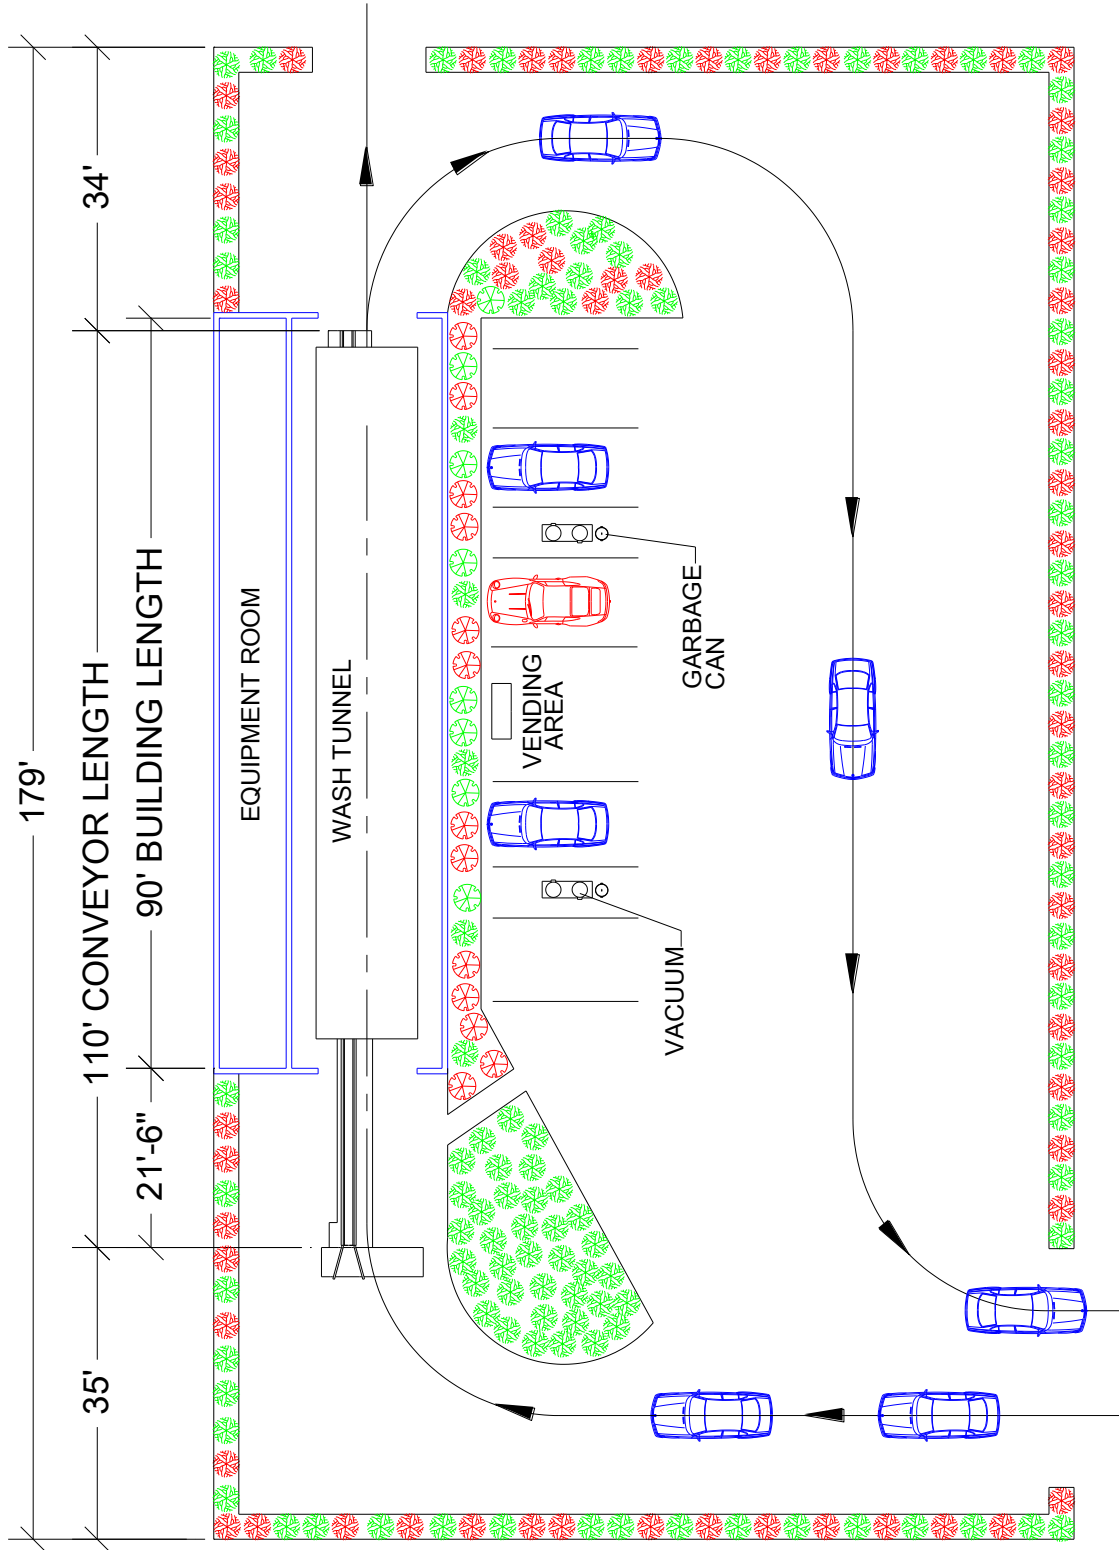 179'
34'
110' CONVEYOR LENGTH
35'
90' BUILDING LENGTH
21'-6"
EQUIPMENT ROOM
WASH TUNNEL
VENDING
AREA
GARBAGE
CAN
VACUUM